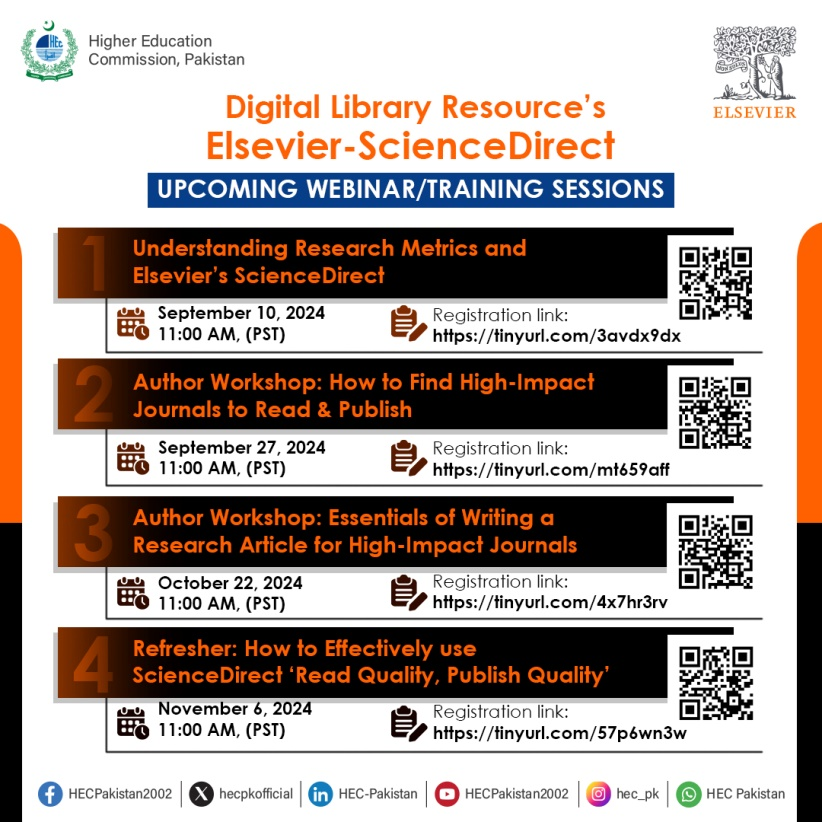 HEC
Higher Education
Commission, Pakistan
NON SOLUS
ELSEVIER
Digital Library Resource’s
Elsevier-ScienceDirect
UPCOMING WEBINAR/TRAINING SESSIONS
1
Understanding Research Metrics and
Elsevier’s ScienceDirect
September 10, 2024
11:00 AM, (PST)
Registration link:
https://tinyurl.com/3avdx9dx
2
Author Workshop: How to Find High-Impact
Journals to Read & Publish
September 27, 2024
11:00 AM, (PST)
Registration link:
https://tinyurl.com/mt659aff
3
Author Workshop: Essentials of Writing a
Research Article for High-Impact Journals
October 22, 2024
11:00 AM, (PST)
Registration link:
https://tinyurl.com/4x7hr3rv
4
Refresher: How to Effectively use
ScienceDirect ‘Read Quality, Publish Quality’
November 6, 2024
11:00 AM, (PST)
Registration link:
https://tinyurl.com/57p6wn3w
HECPakistan2002
hecpkofficial
HEC-Pakistan
HECPakistan2002
hec_pk
HEC Pakistan